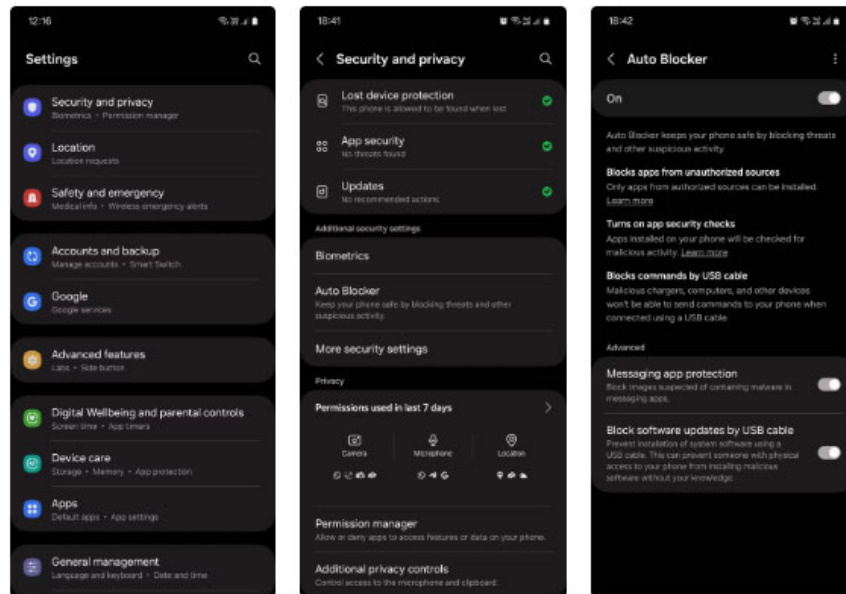 12:16
Settings
Security and privacy
Biometrics • Permission manager
Location
Location requests
Safety and emergency
Medical info • Wireless emergency alerts
Accounts and backup
Manage accounts • Smart Switch
Google
Google services
Advanced features
Labs • Side button
Digital Wellbeing and parental controls
Screen time • App timers
Device care
Storage • Memory • App protection
Apps
Default apps • App settings
General management
Language and keyboard • Date and time
18:41
Security and privacy
Lost device protection
This phone is allowed to be found when lost
App security
No threats found
Updates
No recommended actions
Additional security settings
Biometrics
Auto Blocker
Keep your phone safe by blocking threats and other
suspicious activity.
More security settings
Privacy
Permissions used in last 7 days
Camera
Microphone
Location
Permission manager
Allow or deny apps to access features or data on your phone.
Additional privacy controls
Control access to the microphone and clipboard.
18:42
Auto Blocker
On
Auto Blocker keeps your phone safe by blocking threats
and other suspicious activity.
Blocks apps from unauthorized sources
Only apps from authorized sources can be installed.
Learn more
Turns on app security checks
Apps installed on your phone will be checked for
malicious activity. Learn more
Blocks commands by USB cable
Malicious chargers, computers, and other devices
won't be able to send commands to your phone when
connected using a USB cable.
Advanced
Messaging app protection
Block images suspected of containing malware in
messaging apps.
Block software updates by USB cable
Prevent installation of system software using a
USB cable. This can prevent someone with physical
access to your phone from installing malicious
software without your knowledge.